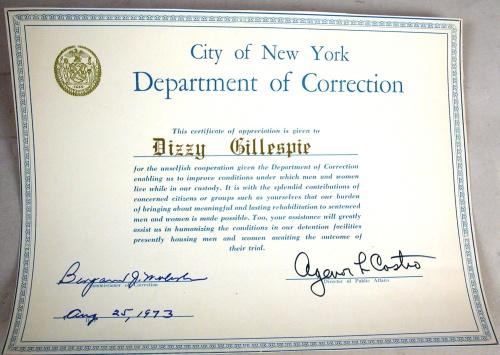 City of New York
Department of Correction
This certificate of appreciation is given to
Dizzy Gillespie
for the unselfish cooperation given the Department of Correction
enabling us to improve conditions under which men and women
live while in our custody. It is with the splendid contributions of
concerned citizens or groups such as yourselves that our burden
of bringing about meaningful and lasting rehabilitation to sentenced
men and women is made possible. Too, your assistance will greatly
assist us in humanizing the conditions in our detention facilities
presently housing men and women awaiting the outcome of
their trial.
Benjamin J. Malcolm
Commissioner of Correction
Agenor L Castro
Director of Public Affairs
Aug 25, 1973